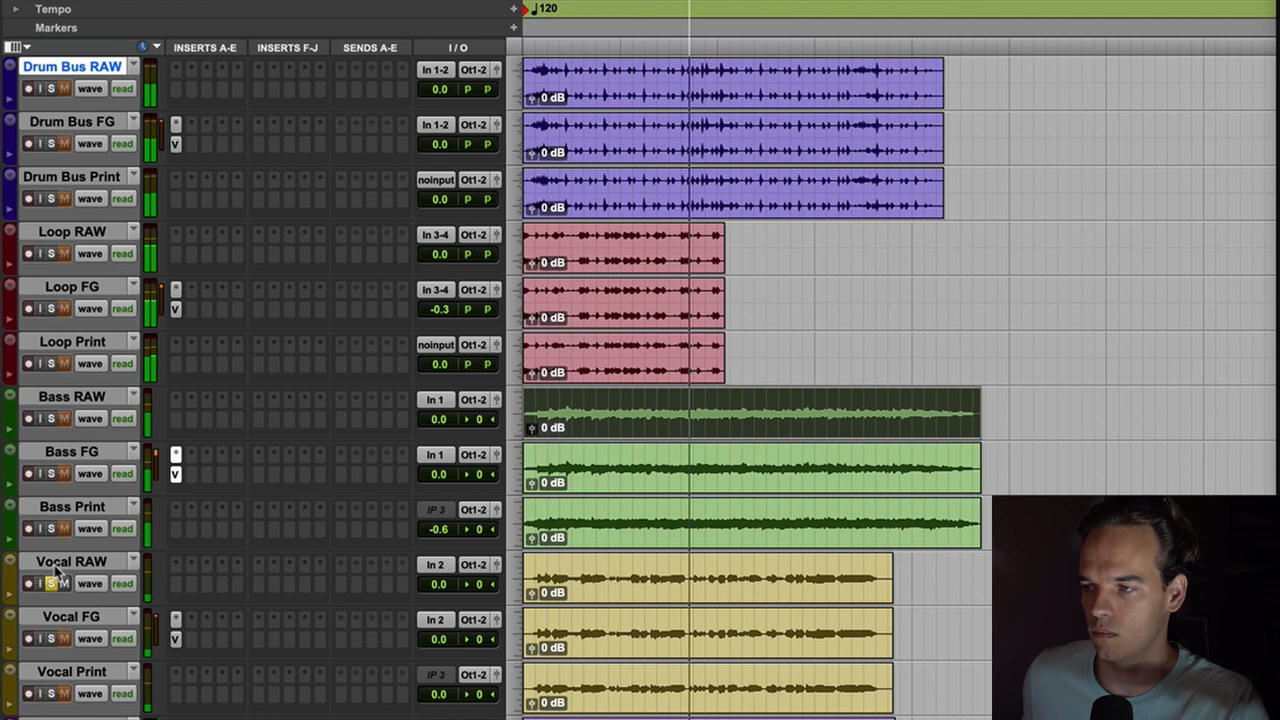 Tempo + 120
Markers +
INSERTS A-E INSERTS F-J SENDS A-E I / O
Drum Bus RAW In 1-2 Ot1-2
I S M wave read 0.0 P P 0 dB
Drum Bus FG In 1-2 Ot1-2
I S M wave read V 0.0 P P 0 dB
Drum Bus Print noinput Ot1-2
I S M wave read 0.0 P P 0 dB
Loop RAW In 3-4 Ot1-2
I S M wave read 0.0 P P 0 dB
Loop FG In 3-4 Ot1-2
I S M wave read V -0.3 P P 0 dB
Loop Print noinput Ot1-2
I S M wave read 0.0 P P 0 dB
Bass RAW In 1 Ot1-2
I S M wave read 0.0 0 0 dB
Bass FG In 1 Ot1-2
I S M wave read V 0.0 0 0 dB
Bass Print IP 3 Ot1-2
I S M wave read -0.6 0 0 dB
Vocal RAW In 2 Ot1-2
I S M wave read 0.0 0 0 dB
Vocal FG In 2 Ot1-2
I S M wave read V 0.0 0 0 dB
Vocal Print IP 3 Ot1-2
I S M wave read 0.0 0 0 dB